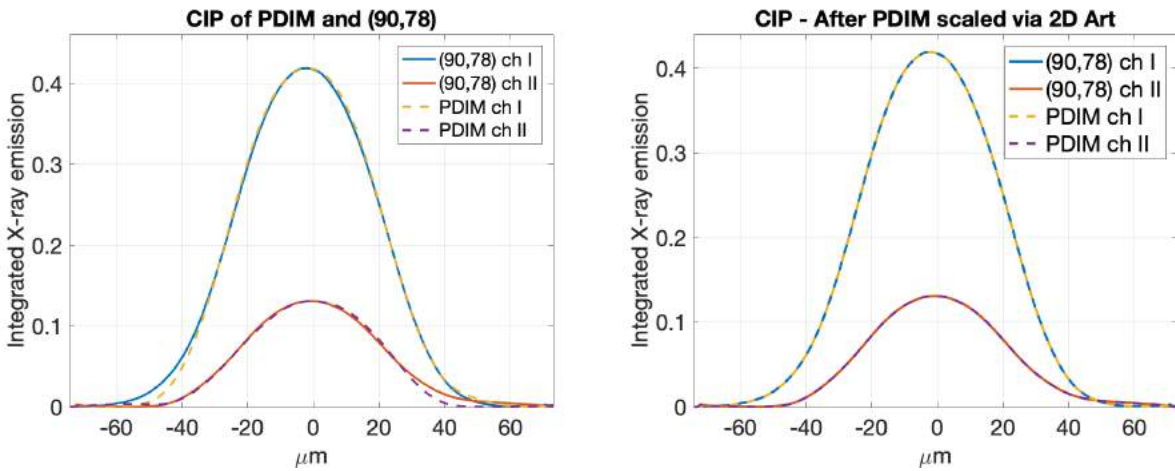 CIP of PDIM and (90,78)
Integrated X-ray emission
0.4
0.3
0.2
0.1
0
(90,78) ch I
(90,78) ch II
PDIM ch I
PDIM ch II
-60 -40 -20 0 20 40 60
μm
CIP - After PDIM scaled via 2D Art
Integrated X-ray emission
0.4
0.3
0.2
0.1
0
(90,78) ch I
(90,78) ch II
PDIM ch I
PDIM ch II
-60 -40 -20 0 20 40 60
μm